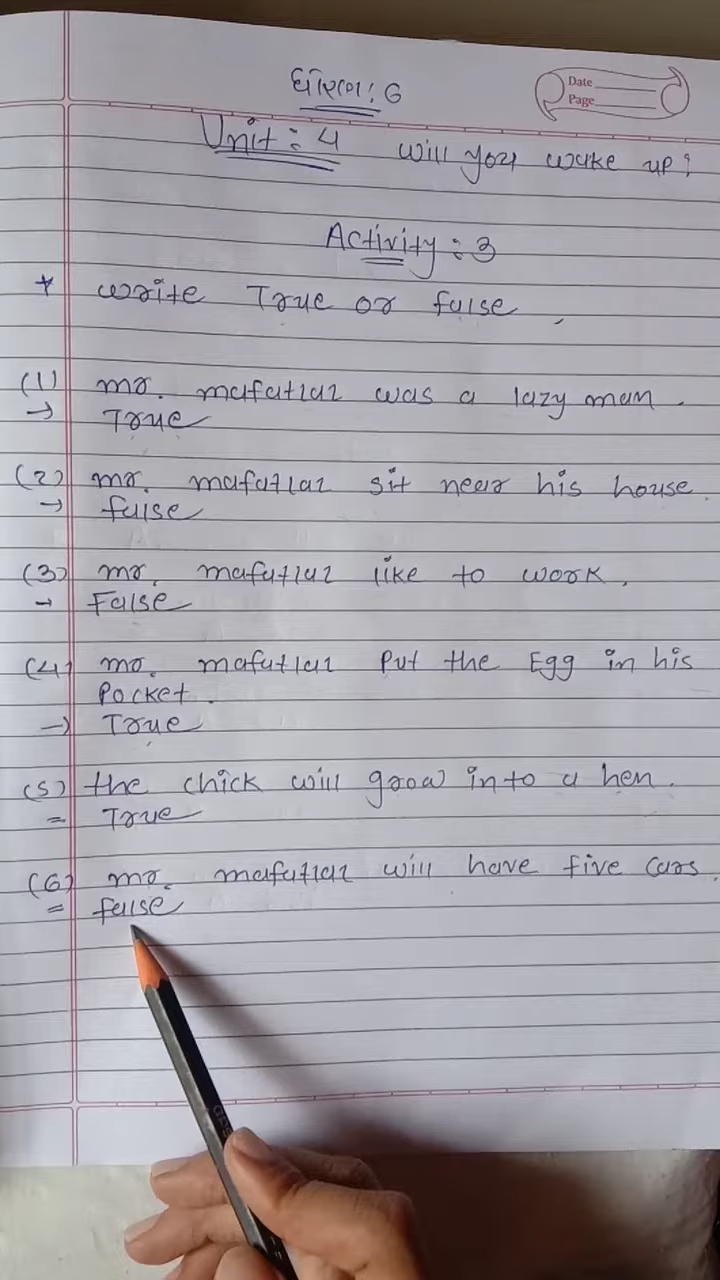 ધોરણ: 6
Date
Page
Unit: 4 will you wake up?
Activity: 3
* write True or false,
(1) mr. mafatlal was a lazy man.
→ True
(2) mr. mafatlal sit near his house.
→ false
(3) mr. mafatlal like to work.
→ False
(4) mr. mafatlal Put the Egg in his
Pocket.
→ True
(5) the chick will grow into a hen.
= True
(6) mr. mafatlal will have five cars.
= false